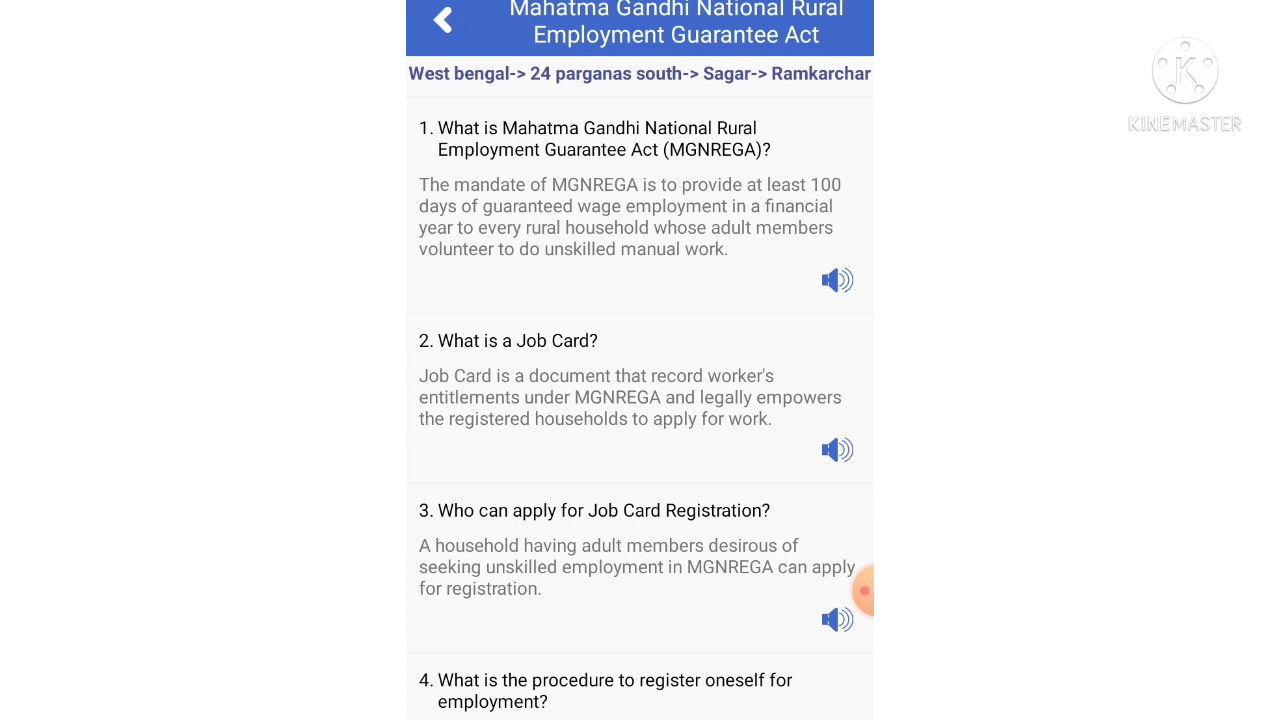 Mahatma Gandhi National Rural
Employment Guarantee Act
West bengal-> 24 parganas south-> Sagar-> Ramkarchar
1. What is Mahatma Gandhi National Rural
Employment Guarantee Act (MGNREGA)?
The mandate of MGNREGA is to provide at least 100
days of guaranteed wage employment in a financial
year to every rural household whose adult members
volunteer to do unskilled manual work.
2. What is a Job Card?
Job Card is a document that record worker's
entitlements under MGNREGA and legally empowers
the registered households to apply for work.
3. Who can apply for Job Card Registration?
A household having adult members desirous of
seeking unskilled employment in MGNREGA can apply
for registration.
4. What is the procedure to register oneself for
employment?
K
KINEMASTER